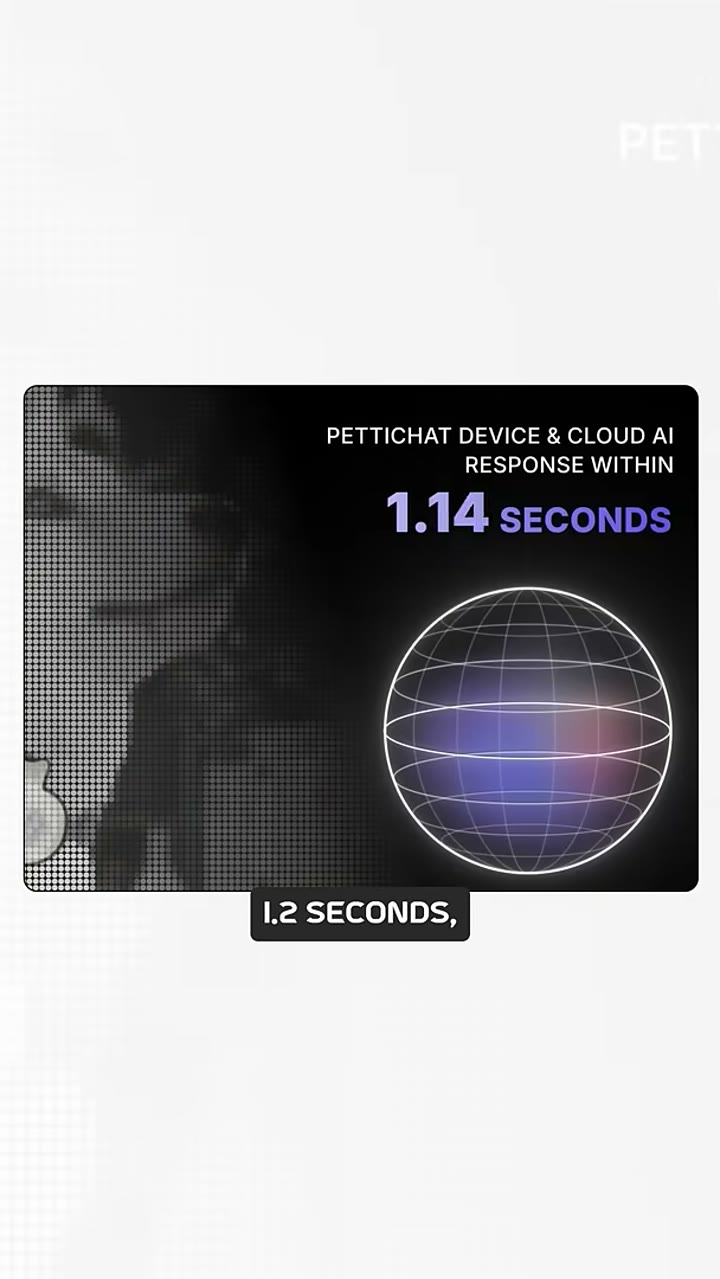 PETTICHAT DEVICE & CLOUD AI
RESPONSE WITHIN
1.14 SECONDS
1.2 SECONDS,